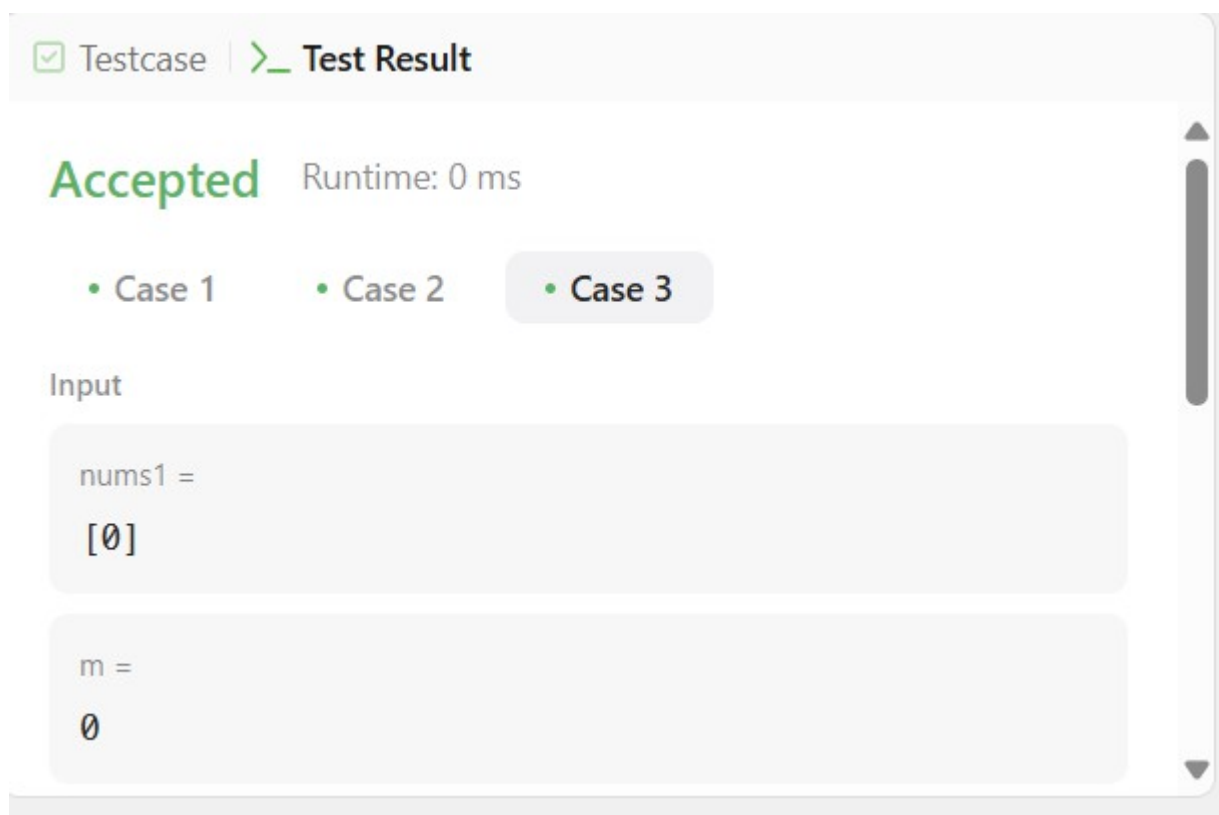 Testcase >_ Test Result
Accepted Runtime: 0 ms
• Case 1 • Case 2 • Case 3
Input
nums1 =
[0]
m =
0